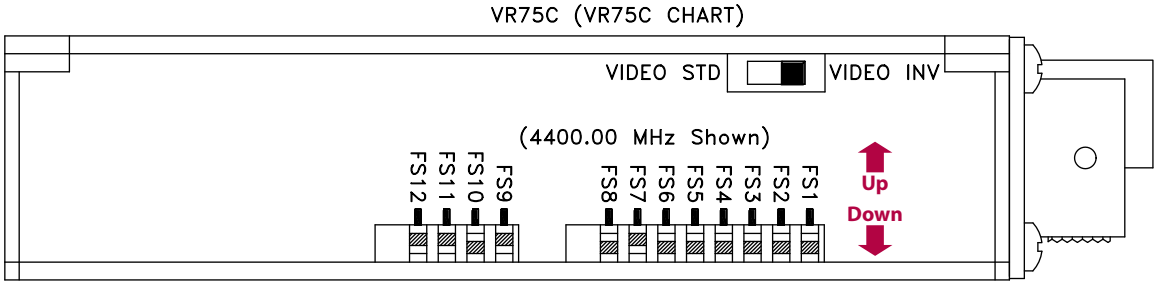 VR75C (VR75C CHART)
VIDEO STD
VIDEO INV
(4400.00 MHz Shown)
Up
Down
FS12
FS11
FS10
FS9
FS8
FS7
FS6
FS5
FS4
FS3
FS2
FS1